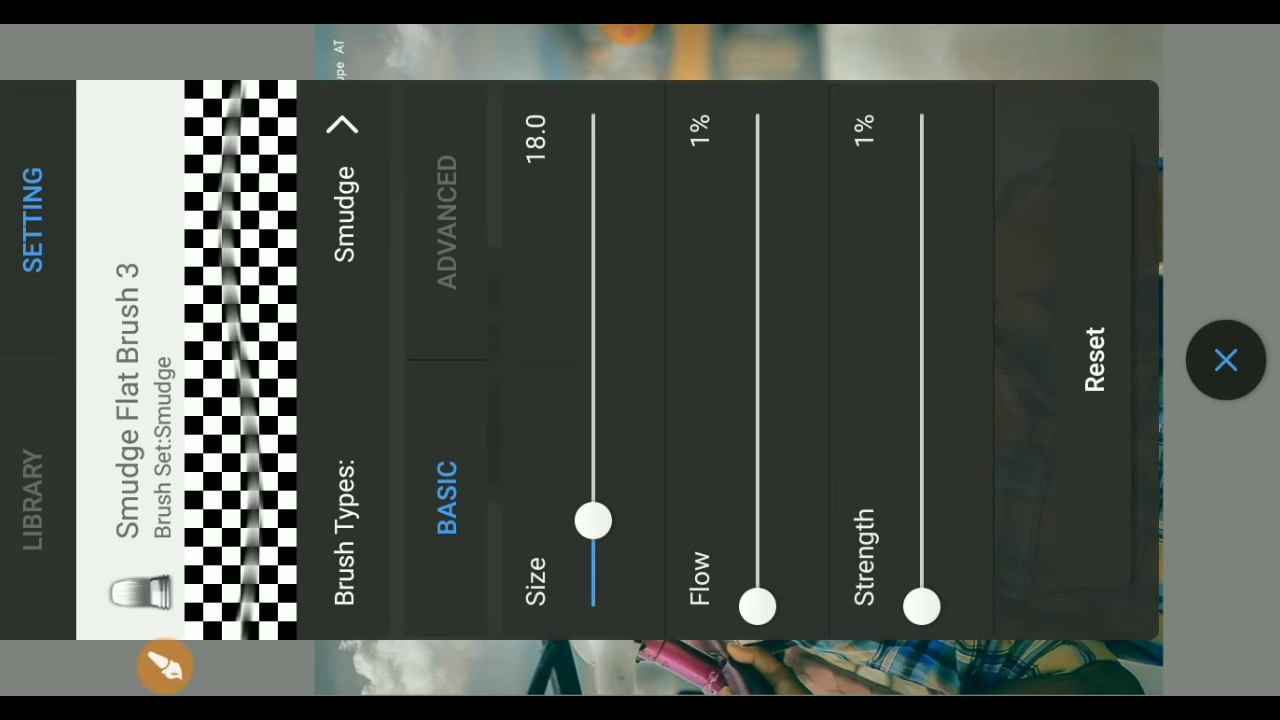 LIBRARY SETTING
Smudge Flat Brush 3
Brush Set:Smudge
Brush Types: Smudge
BASIC ADVANCED
Size 18.0
Flow 1%
Strength 1%
Reset